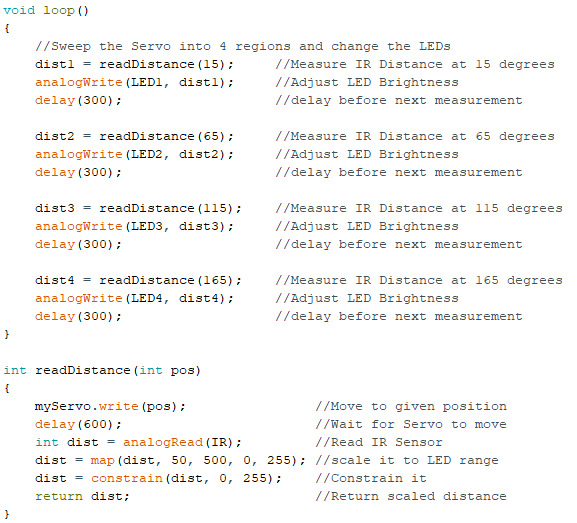 void loop()
{
    //Sweep the Servo into 4 regions and change the LEDs
    dist1 = readDistance(15);     //Measure IR Distance at 15 degrees
    analogWrite(LED1, dist1);     //Adjust LED Brightness
    delay(300);                   //delay before next measurement

    dist2 = readDistance(65);     //Measure IR Distance at 65 degrees
    analogWrite(LED2, dist2);     //Adjust LED Brightness
    delay(300);                   //delay before next measurement

    dist3 = readDistance(115);    //Measure IR Distance at 115 degrees
    analogWrite(LED3, dist3);     //Adjust LED Brightness
    delay(300);                   //delay before next measurement

    dist4 = readDistance(165);    //Measure IR Distance at 165 degrees
    analogWrite(LED4, dist4);     //Adjust LED Brightness
    delay(300);                   //delay before next measurement
}

int readDistance(int pos)
{
    myServo.write(pos);                //Move to given position
    delay(600);                        //Wait for Servo to move
    int dist = analogRead(IR);         //Read IR Sensor
    dist = map(dist, 50, 500, 0, 255); //scale it to LED range
    dist = constrain(dist, 0, 255);    //Constrain it
    return dist;                       //Return scaled distance
}